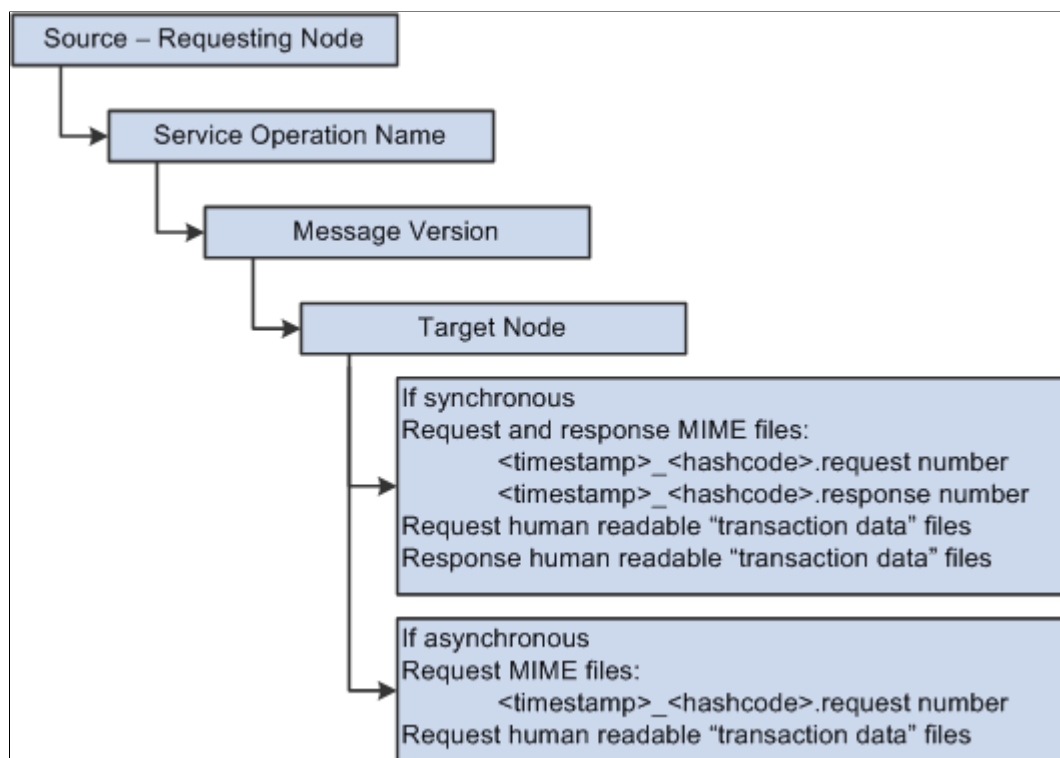 Source – Requesting Node
Service Operation Name
Message Version
Target Node
If synchronous
Request and response MIME files:
<timestamp>_<hashcode>.request number
<timestamp>_<hashcode>.response number
Request human readable “transaction data” files
Response human readable “transaction data” files
If asynchronous
Request MIME files:
<timestamp>_<hashcode>.request number
Request human readable “transaction data” files